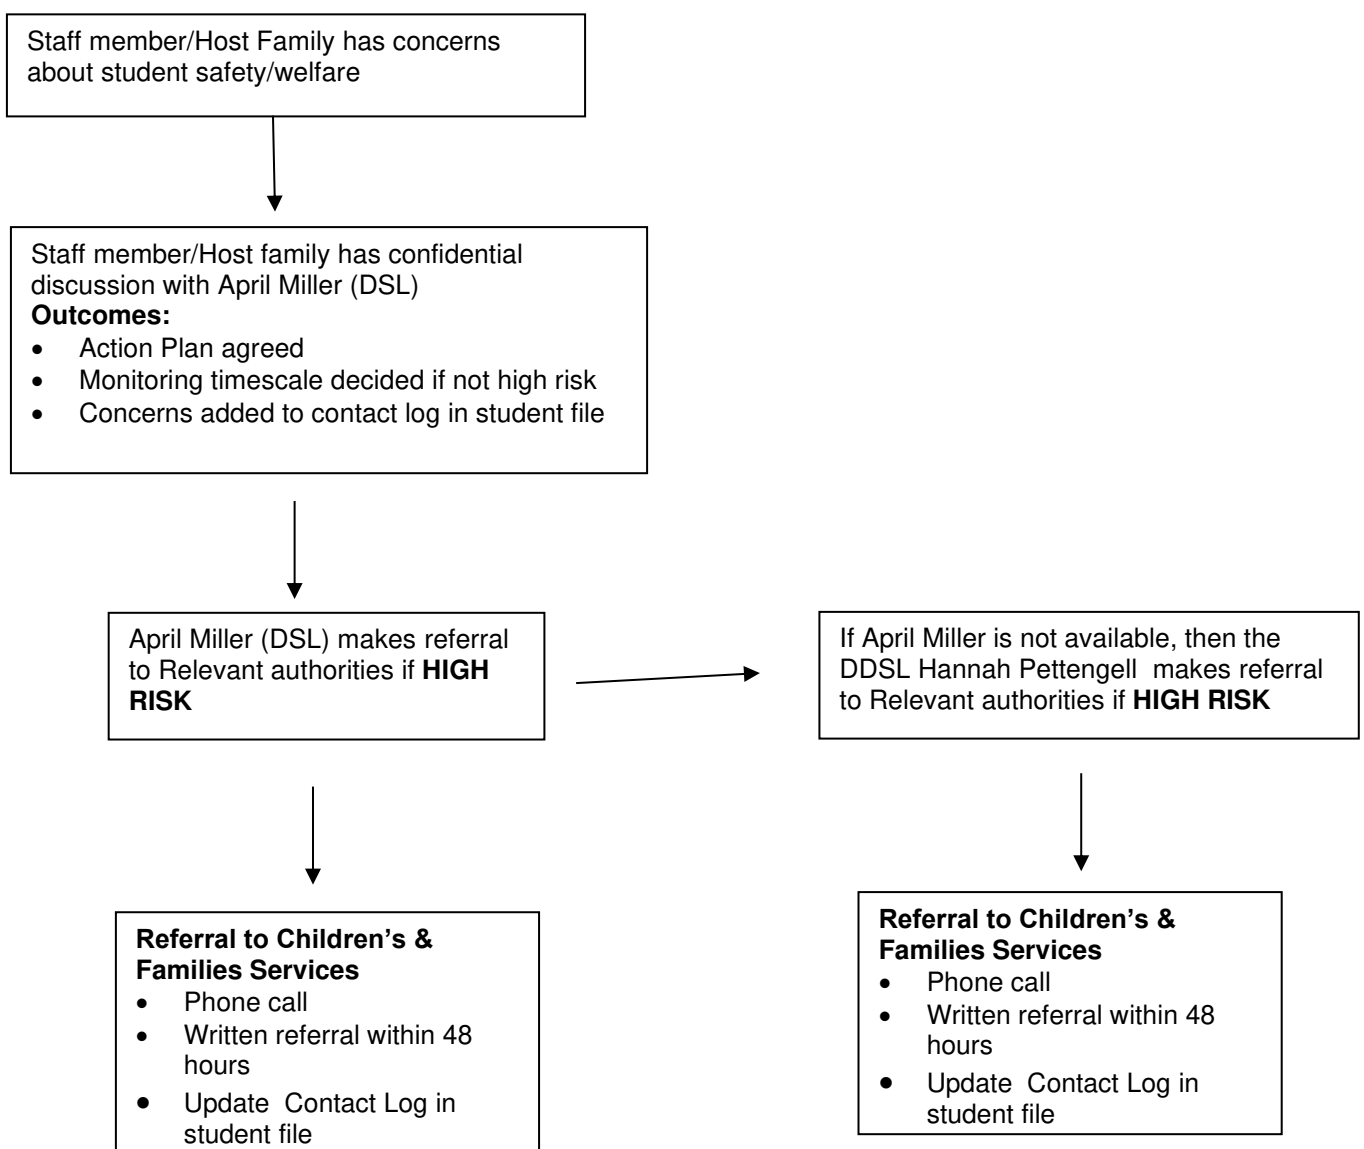 Staff member/Host Family has concerns
about student safety/welfare
Staff member/Host family has confidential
discussion with April Miller (DSL)
Outcomes:
• Action Plan agreed
• Monitoring timescale decided if not high risk
• Concerns added to contact log in student file
April Miller (DSL) makes referral
to Relevant authorities if HIGH
RISK
If April Miller is not available, then the
DDSL Hannah Pettengell  makes referral
to Relevant authorities if HIGH RISK
Referral to Children’s &
Families Services
• Phone call
• Written referral within 48
hours
• Update  Contact Log in
student file
Referral to Children’s &
Families Services
• Phone call
• Written referral within 48
hours
• Update  Contact Log in
student file